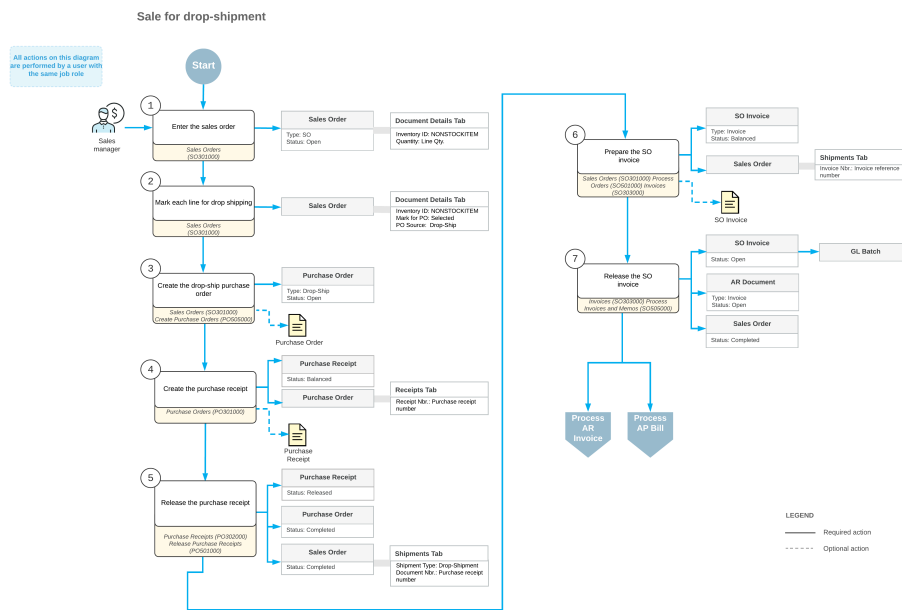 Sale for drop-shipment
All actions on this diagram
are performed by a user with
the same job role
Start
Sales
manager
1
Enter the sales order
Sales Orders
(SO301000)
Sales Order
Type: SO
Status: Open
Document Details Tab
Inventory ID: NONSTOCKITEM
Quantity: Line Qty.
2
Mark each line for drop shipping
Sales Orders
(SO301000)
Sales Order
Document Details Tab
Inventory ID: NONSTOCKITEM
Mark for PO: Selected
PO Source: Drop-Ship
3
Create the drop-ship purchase
order
Sales Orders (SO301000)
Create Purchase Orders (PO505000)
Purchase Order
Type: Drop-Ship
Status: Open
Purchase Order
4
Create the purchase receipt
Purchase Orders (PO301000)
Purchase Receipt
Status: Balanced
Purchase Order
Receipts Tab
Receipt Nbr.: Purchase receipt
number
Purchase
Receipt
5
Release the purchase receipt
Purchase Receipts (PO302000)
Release Purchase Receipts
(PO501000)
Purchase Receipt
Status: Released
Purchase Order
Status: Completed
Sales Order
Status: Completed
Shipments Tab
Shipment Type: Drop-Shipment
Document Nbr.: Purchase receipt
number
6
Prepare the SO
invoice
Sales Orders (SO301000) Process
Orders (SO501000) Invoices
(SO303000)
SO Invoice
Type: Invoice
Status: Balanced
Sales Order
Shipments Tab
Invoice Nbr.: Invoice reference
number
SO Invoice
7
Release the SO
invoice
Invoices (SO303000) Process
Invoices and Memos (SO505000)
SO Invoice
Status: Open
GL Batch
AR Document
Type: Invoice
Status: Open
Sales Order
Status: Completed
Process
AR
Invoice
Process
AP Bill
LEGEND
Required action
Optional action